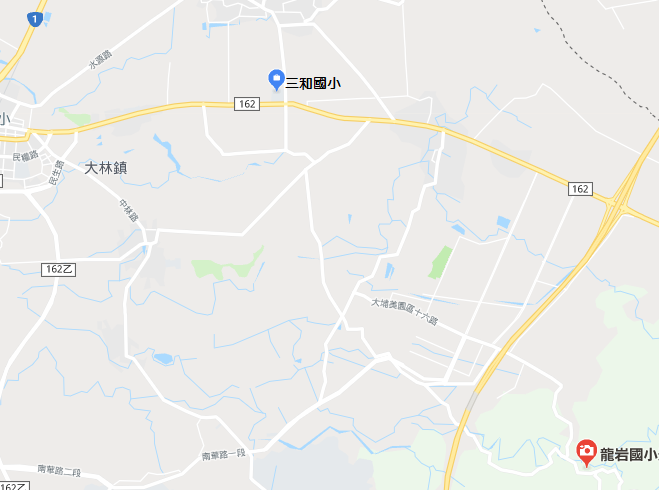 1
水源路
三和國小
162
小
民權路
民生路
大林鎮
中林路
162
162乙
大埔美園區十六路
南華路一段
龍岩國小
南華路二段
162乙